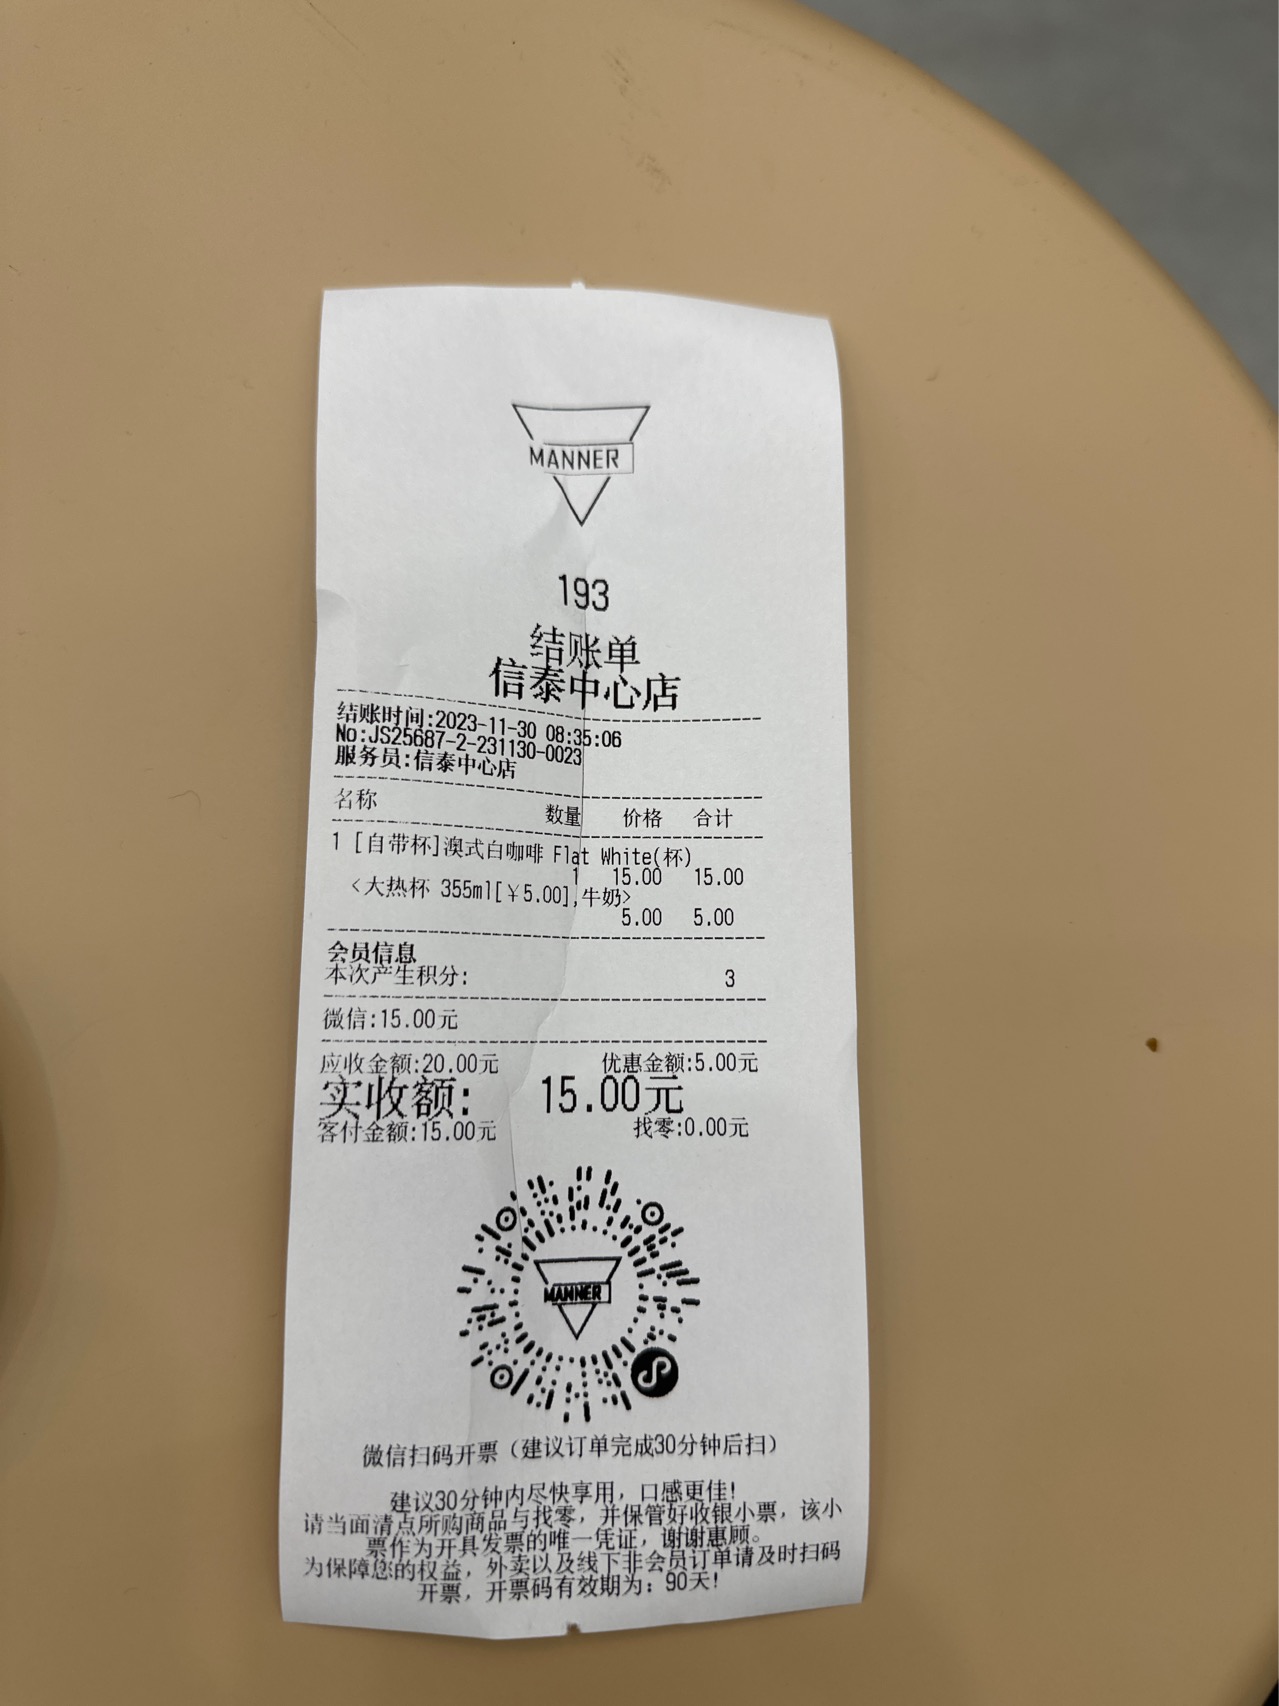 MANNER
193
结账单
信泰中心店
结账时间:2023-11-30 08:35:06
No:JS25687-2-231130-0023
服务员:信泰中心店
名称 数量 价格 合计
1 [自带杯]澳式白咖啡 Flat White(杯)
1 15.00 15.00
<大热杯 355ml[￥5.00],牛奶>
5.00 5.00
会员信息
本次产生积分: 3
微信:15.00元
应收金额:20.00元 优惠金额:5.00元
实收额: 15.00元
客付金额:15.00元 找零:0.00元
MANNER
微信扫码开票（建议订单完成30分钟后扫）
建议30分钟内尽快享用，口感更佳!
请当面清点所购商品与找零，并保管好收银小票，该小
票作为开具发票的唯一凭证，谢谢惠顾。
为保障您的权益，外卖以及线下非会员订单请及时扫码
开票，开票码有效期为：90天!